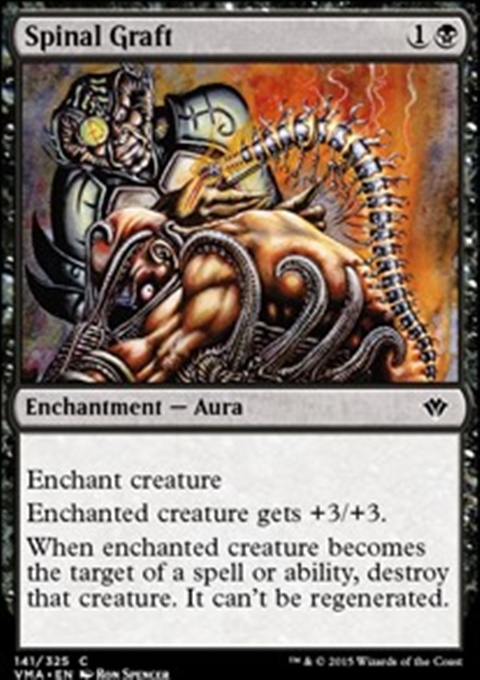 Spinal Graft 1
Enchantment — Aura
Enchant creature
Enchanted creature gets +3/+3.
When enchanted creature becomes
the target of a spell or ability, destroy
that creature. It can't be regenerated.
141/325 C
VMA • EN Ron Spencer
™ & © 2015 Wizards of the Coast